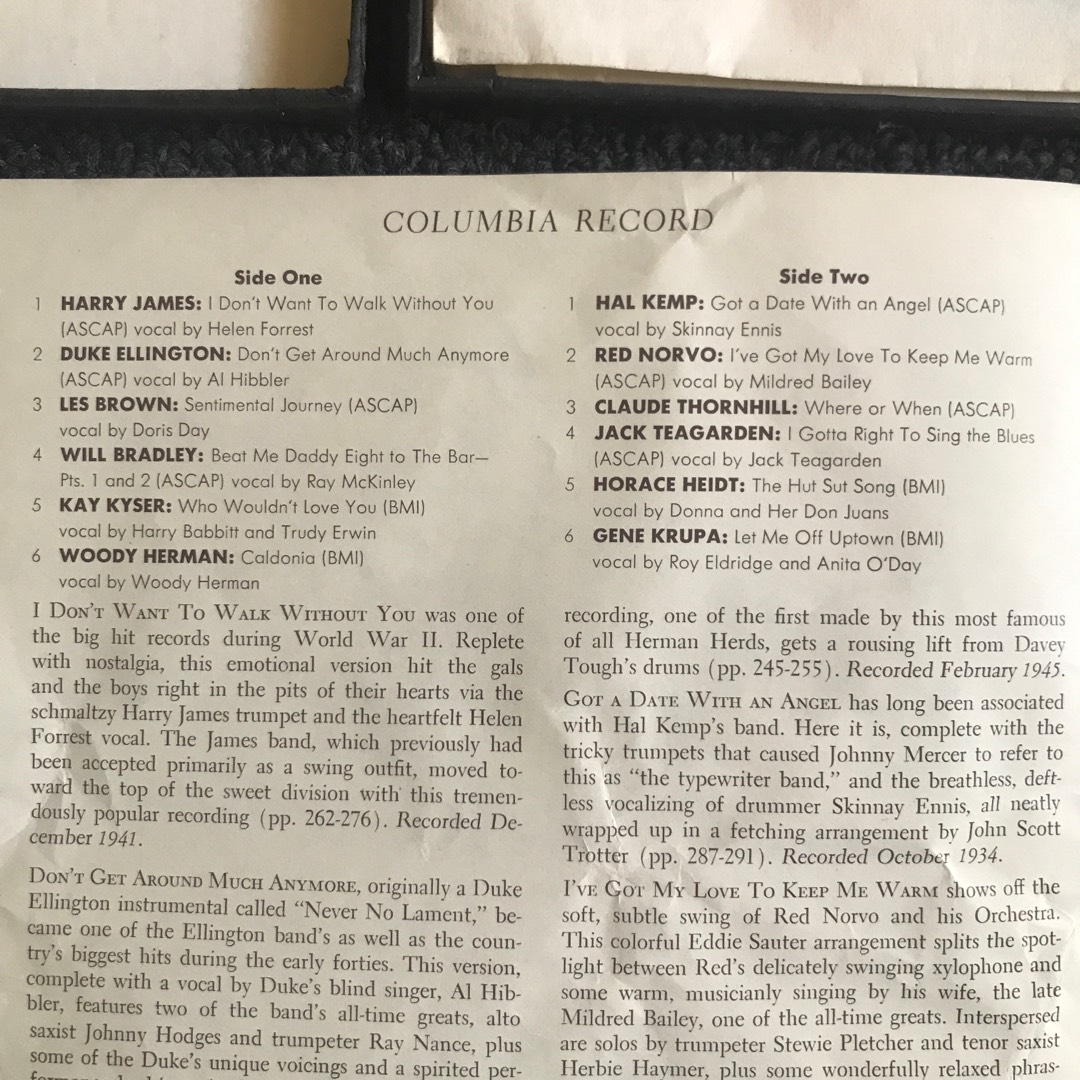 COLUMBIA RECORD
Side One
1 HARRY JAMES: I Don't Want To Walk Without You
(ASCAP) vocal by Helen Forrest
2 DUKE ELLINGTON: Don't Get Around Much Anymore
(ASCAP) vocal by Al Hibbler
3 LES BROWN: Sentimental Journey (ASCAP)
vocal by Doris Day
4 WILL BRADLEY: Beat Me Daddy Eight to The Bar—
Pts. 1 and 2 (ASCAP) vocal by Ray McKinley
5 KAY KYSER: Who Wouldn't Love You (BMI)
vocal by Harry Babbitt and Trudy Erwin
6 WOODY HERMAN: Caldonia (BMI)
vocal by Woody Herman
I DON'T WANT TO WALK WITHOUT YOU was one of
the big hit records during World War II. Replete
with nostalgia, this emotional version hit the gals
and the boys right in the pits of their hearts via the
schmaltzy Harry James trumpet and the heartfelt Helen
Forrest vocal. The James band, which previously had
been accepted primarily as a swing outfit, moved to-
ward the top of the sweet division with this tremen-
dously popular recording (pp. 262-276). Recorded De-
cember 1941.
DON'T GET AROUND MUCH ANYMORE, originally a Duke
Ellington instrumental called "Never No Lament," be-
came one of the Ellington band's as well as the coun-
try's biggest hits during the early forties. This version,
complete with a vocal by Duke's blind singer, Al Hib-
bler, features two of the band's all-time greats, alto
saxist Johnny Hodges and trumpeter Ray Nance, plus
some of the Duke's unique voicings and a spirited per-
Side Two
1 HAL KEMP: Got a Date With an Angel (ASCAP)
vocal by Skinnay Ennis
2 RED NORVO: I've Got My Love To Keep Me Warm
(ASCAP) vocal by Mildred Bailey
3 CLAUDE THORNHILL: Where or When (ASCAP)
4 JACK TEAGARDEN: I Gotta Right To Sing the Blues
(ASCAP) vocal by Jack Teagarden
5 HORACE HEIDT: The Hut Sut Song (BMI)
vocal by Donna and Her Don Juans
6 GENE KRUPA: Let Me Off Uptown (BMI)
vocal by Roy Eldridge and Anita O'Day
recording, one of the first made by this most famous
of all Herman Herds, gets a rousing lift from Davey
Tough's drums (pp. 245-255). Recorded February 1945.
GOT A DATE WITH AN ANGEL has long been associated
with Hal Kemp's band. Here it is, complete with the
tricky trumpets that caused Johnny Mercer to refer to
this as "the typewriter band," and the breathless, deft-
less vocalizing of drummer Skinnay Ennis, all neatly
wrapped up in a fetching arrangement by John Scott
Trotter (pp. 287-291). Recorded October 1934.
I'VE GOT MY LOVE TO KEEP ME WARM shows off the
soft, subtle swing of Red Norvo and his Orchestra.
This colorful Eddie Sauter arrangement splits the spot-
light between Red's delicately swinging xylophone and
some warm, musicianly singing by his wife, the late
Mildred Bailey, one of the all-time greats. Interspersed
are solos by trumpeter Stewie Pletcher and tenor saxist
Herbie Haymer, plus some wonderfully relaxed phras-